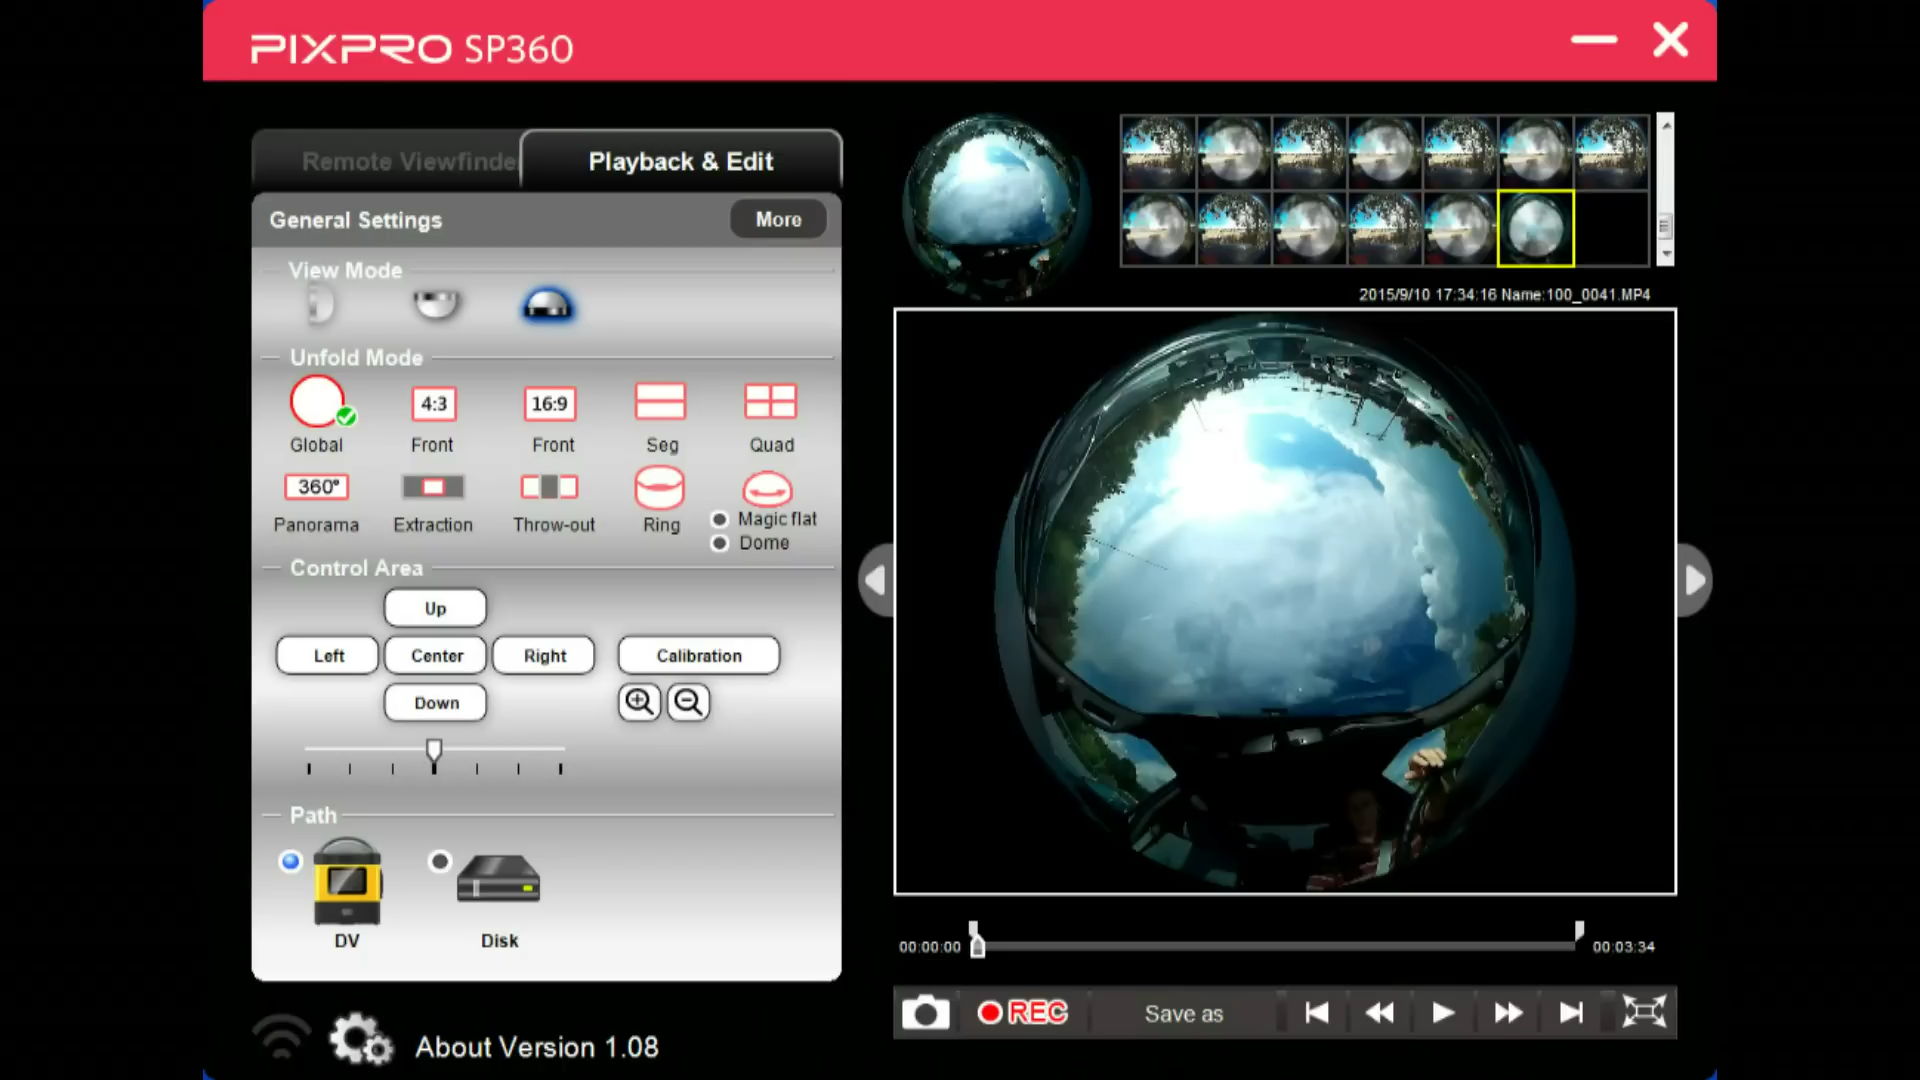 PIXPRO SP360
Remote Viewfinde
Playback & Edit
General Settings
More
View Mode
Unfold Mode
4:3
16:9
Global
Front
Front
Seg
Quad
360°
Panorama
Extraction
Throw-out
Ring
Magic flat
Dome
Control Area
Up
Left
Center
Right
Calibration
Down
Path
DV
Disk
About Version 1.08
2015/9/10 17:34:16 Name:100_0041.MP4
00:00:00
00:03:34
REC
Save as